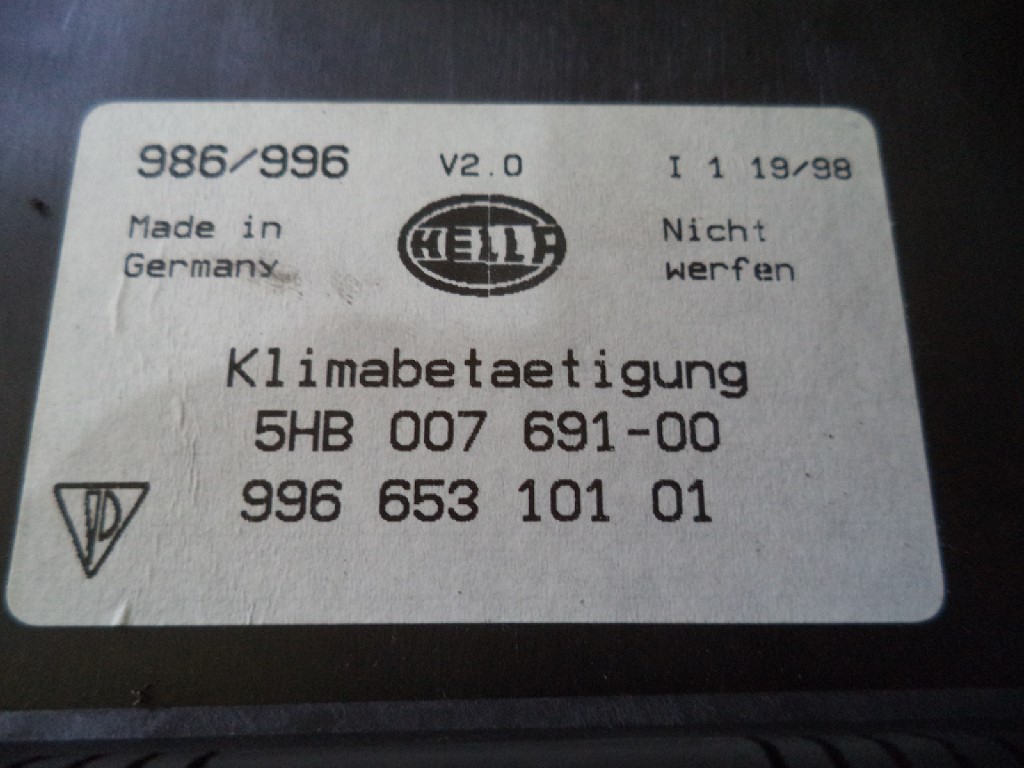 986/996 V2.0 I 1 19/98
Made in HELLA Nicht
Germany werfen
Klimabetaetigung
5HB 007 691-00
996 653 101 01